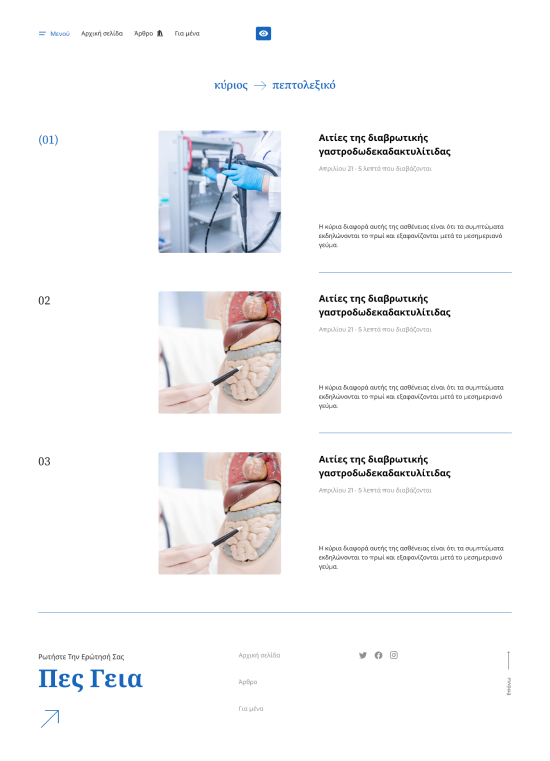 Μενού Αρχική σελίδα Άρθρο Για μένα
κύριος → πεπτολεξικό
(01)
Αιτίες της διαβρωτικής
γαστροδωδεκαδακτυλίτιδας
Απριλίου 21 · 5 λεπτά που διαβάζονται
Η κύρια διαφορά αυτής της ασθένειας είναι ότι τα συμπτώματα
εκδηλώνονται το πρωί και εξαφανίζονται μετά το μεσημεριανό
γεύμα.
02
Αιτίες της διαβρωτικής
γαστροδωδεκαδακτυλίτιδας
Απριλίου 21 · 5 λεπτά που διαβάζονται
Η κύρια διαφορά αυτής της ασθένειας είναι ότι τα συμπτώματα
εκδηλώνονται το πρωί και εξαφανίζονται μετά το μεσημεριανό
γεύμα.
03
Αιτίες της διαβρωτικής
γαστροδωδεκαδακτυλίτιδας
Απριλίου 21 · 5 λεπτά που διαβάζονται
Η κύρια διαφορά αυτής της ασθένειας είναι ότι τα συμπτώματα
εκδηλώνονται το πρωί και εξαφανίζονται μετά το μεσημεριανό
γεύμα.
Ρωτήστε Την Ερώτησή Σας
Πες Γεια
Αρχική σελίδα
Άρθρο
Για μένα
Επάνω